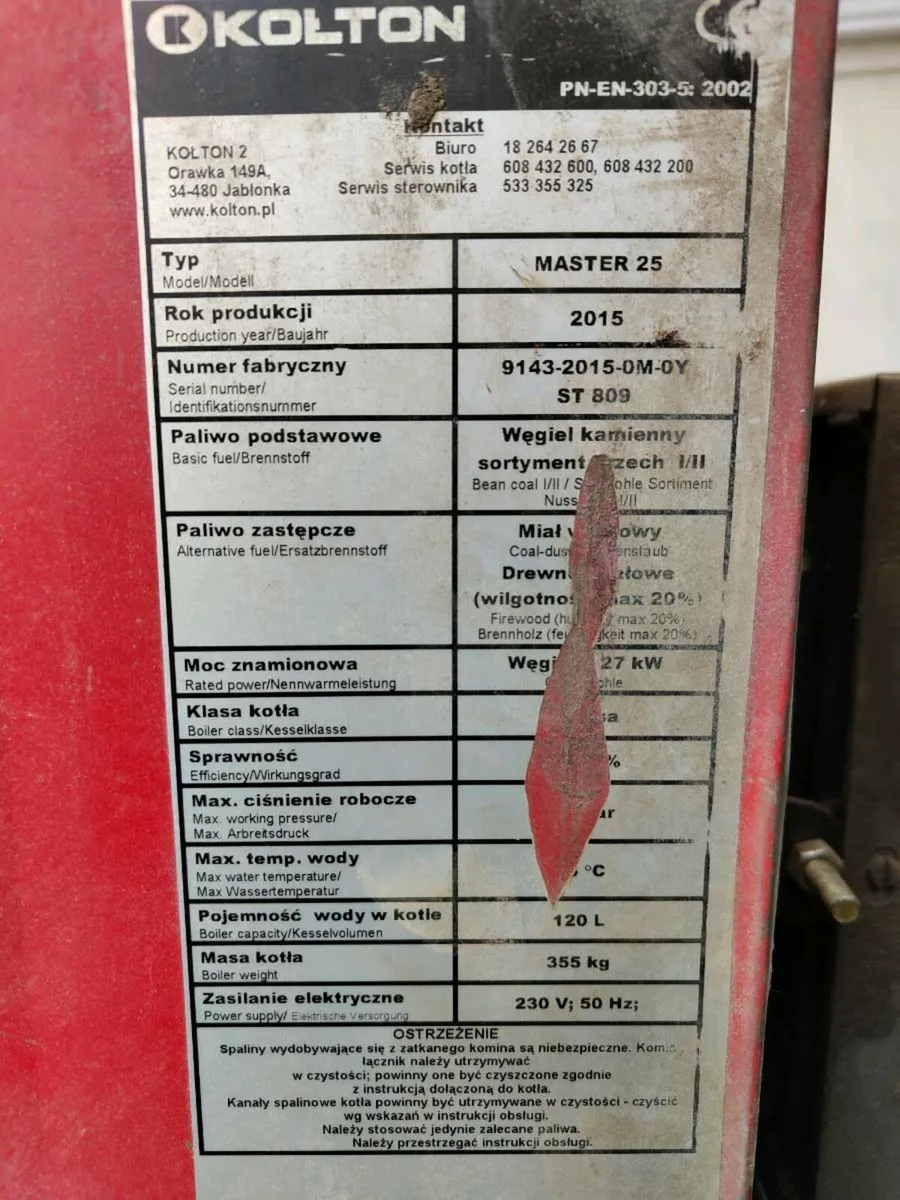 KOŁTON
CE
PN-EN-303-5: 2002
Kontakt
KOŁTON 2
Orawka 149A,
34-480 Jabłonka
www.kolton.pl
Biuro 18 264 26 67
Serwis kotła 608 432 600, 608 432 200
Serwis sterownika 533 355 325
Typ
Model/Modell
MASTER 25
Rok produkcji
Production year/Baujahr
2015
Numer fabryczny
Serial number/
Identifikationsnummer
9143-2015-0M-0Y
ST 809
Paliwo podstawowe
Basic fuel/Brennstoff
Węgiel kamienny
sortyment I/II
Bean coal I/II / Sortiment
I/II
Paliwo zastępcze
Alternative fuel/Ersatzbrennstoff
Miał
(wilgotność max 20%)
Firewood max 20%)
Brennholz max 20%)
Moc znamionowa
Rated power/Nennwarmeleistung
27 kW
Klasa kotła
Boiler class/Kesselklasse
Sprawność
Efficiency/Wirkungsgrad
%
Max. ciśnienie robocze
Max. working pressure/
Max. Arbreitsdruck
Max. temp. wody
Max water temperature/
Max Wassertemperatur
°C
Pojemność wody w kotle
Boiler capacity/Kesselvolumen
120 L
Masa kotła
Boiler weight
355 kg
Zasilanie elektryczne
Power supply/ Elektrische Versorgung
230 V; 50 Hz;
OSTRZEŻENIE
Spaliny wydobywające się z zatkanego komina są niebezpieczne.
łącznik należy utrzymywać
w czystości; powinny one być czyszczone zgodnie
z instrukcją dołączoną do kotła.
Kanały spalinowe kotła powinny być utrzymywane w czystości - czyścić
wg wskazań w instrukcji obsługi.
Należy stosować jedynie zalecane paliwa.
Należy przestrzegać instrukcji obsługi.